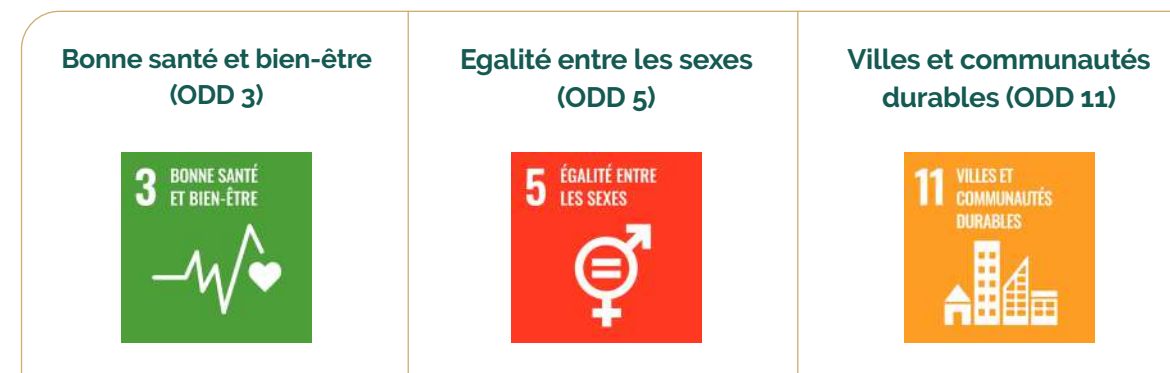 Bonne santé et bien-être
(ODD 3)
3 BONNE SANTÉ
ET BIEN-ÊTRE
Egalité entre les sexes
(ODD 5)
5 ÉGALITÉ ENTRE
LES SEXES
Villes et communautés
durables (ODD 11)
11 VILLES ET
COMMUNAUTÉS
DURABLES